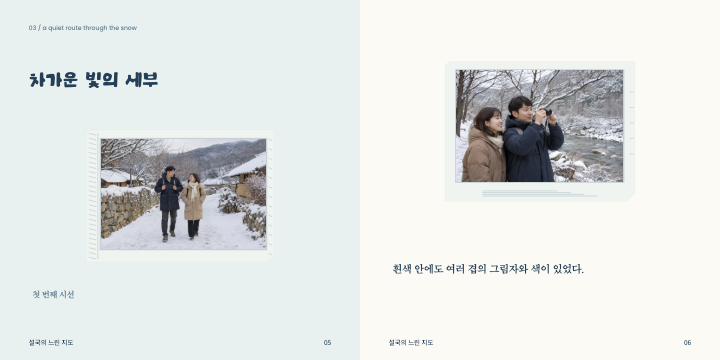 03 / a quiet route through the snow
차가운 빛의 세부
첫 번째 시선
설국의 느린 지도
05
흰색 안에도 여러 겹의 그림자와 색이 있었다.
설국의 느린 지도
06